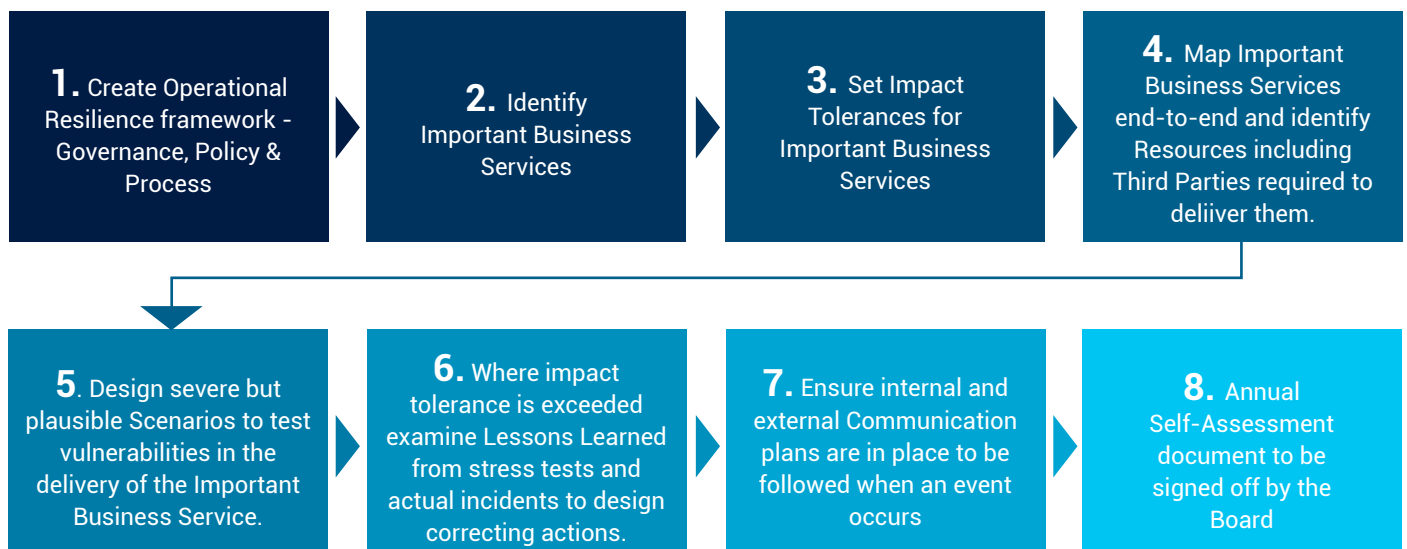 1. Create Operational
Resilience framework -
Governance, Policy &
Process
2. Identify
Important Business
Services
3. Set Impact
Tolerances for
Important Business
Services
4. Map Important
Business Services
end-to-end and identify
Resources including
Third Parties required to
deliiver them.
5. Design severe but
plausible Scenarios to test
vulnerabilities in the
delivery of the Important
Business Service.
6. Where impact
tolerance is exceeded
examine Lessons Learned
from stress tests and
actual incidents to design
correcting actions.
7. Ensure internal and
external Communication
plans are in place to be
followed when an event
occurs
8. Annual
Self-Assessment
document to be
signed off by the
Board